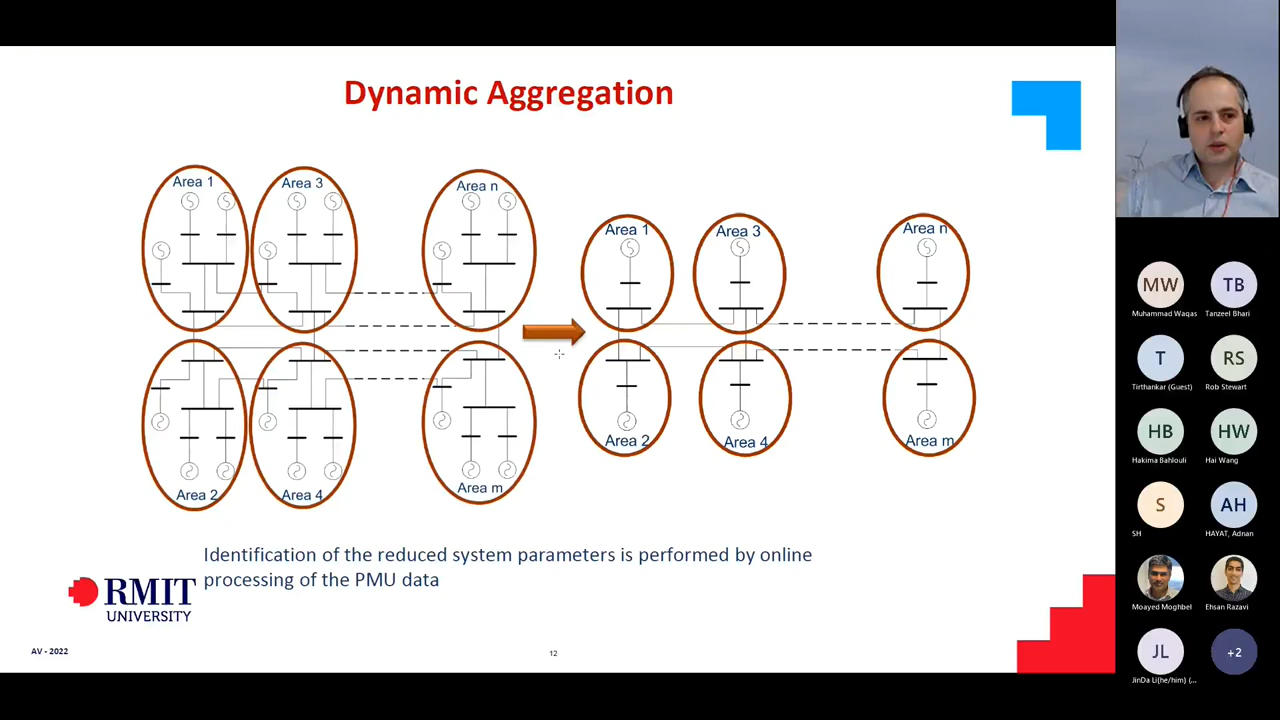 Dynamic Aggregation
Area 1
Area 3
Area n
Area 1
Area 3
Area n
Area 2
Area 4
Area m
Area 2
Area 4
Area m
Identification of the reduced system parameters is performed by online
processing of the PMU data
RMIT
UNIVERSITY
AV - 2022
12
MW
Muhammad Waqas
TB
Tanzeel Bhari
T
Tirthankar (Guest)
RS
Rob Stewart
HB
Hakima Bahlouli
HW
Hai Wang
S
SH
AH
HAYAT, Adnan
Moayed Moghbel
Ehsan Razavi
JL
JinDa Li(he/him) (...
+2